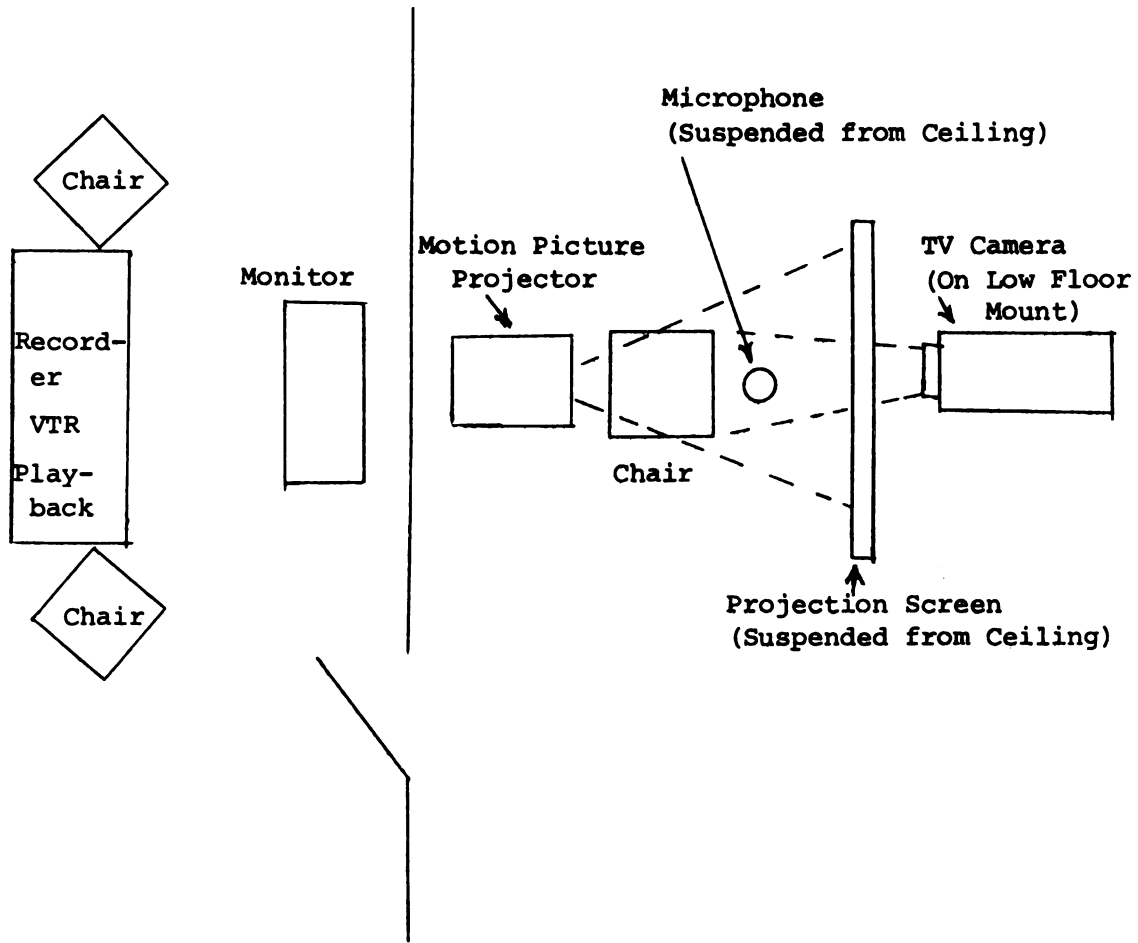 Microphone
(Suspended from Ceiling)
Chair
Motion Picture
Projector
TV Camera
(On Low Floor
Mount)
Monitor
Record-
er
VTR
Play-
back
Chair
Chair
Projection Screen
(Suspended from Ceiling)